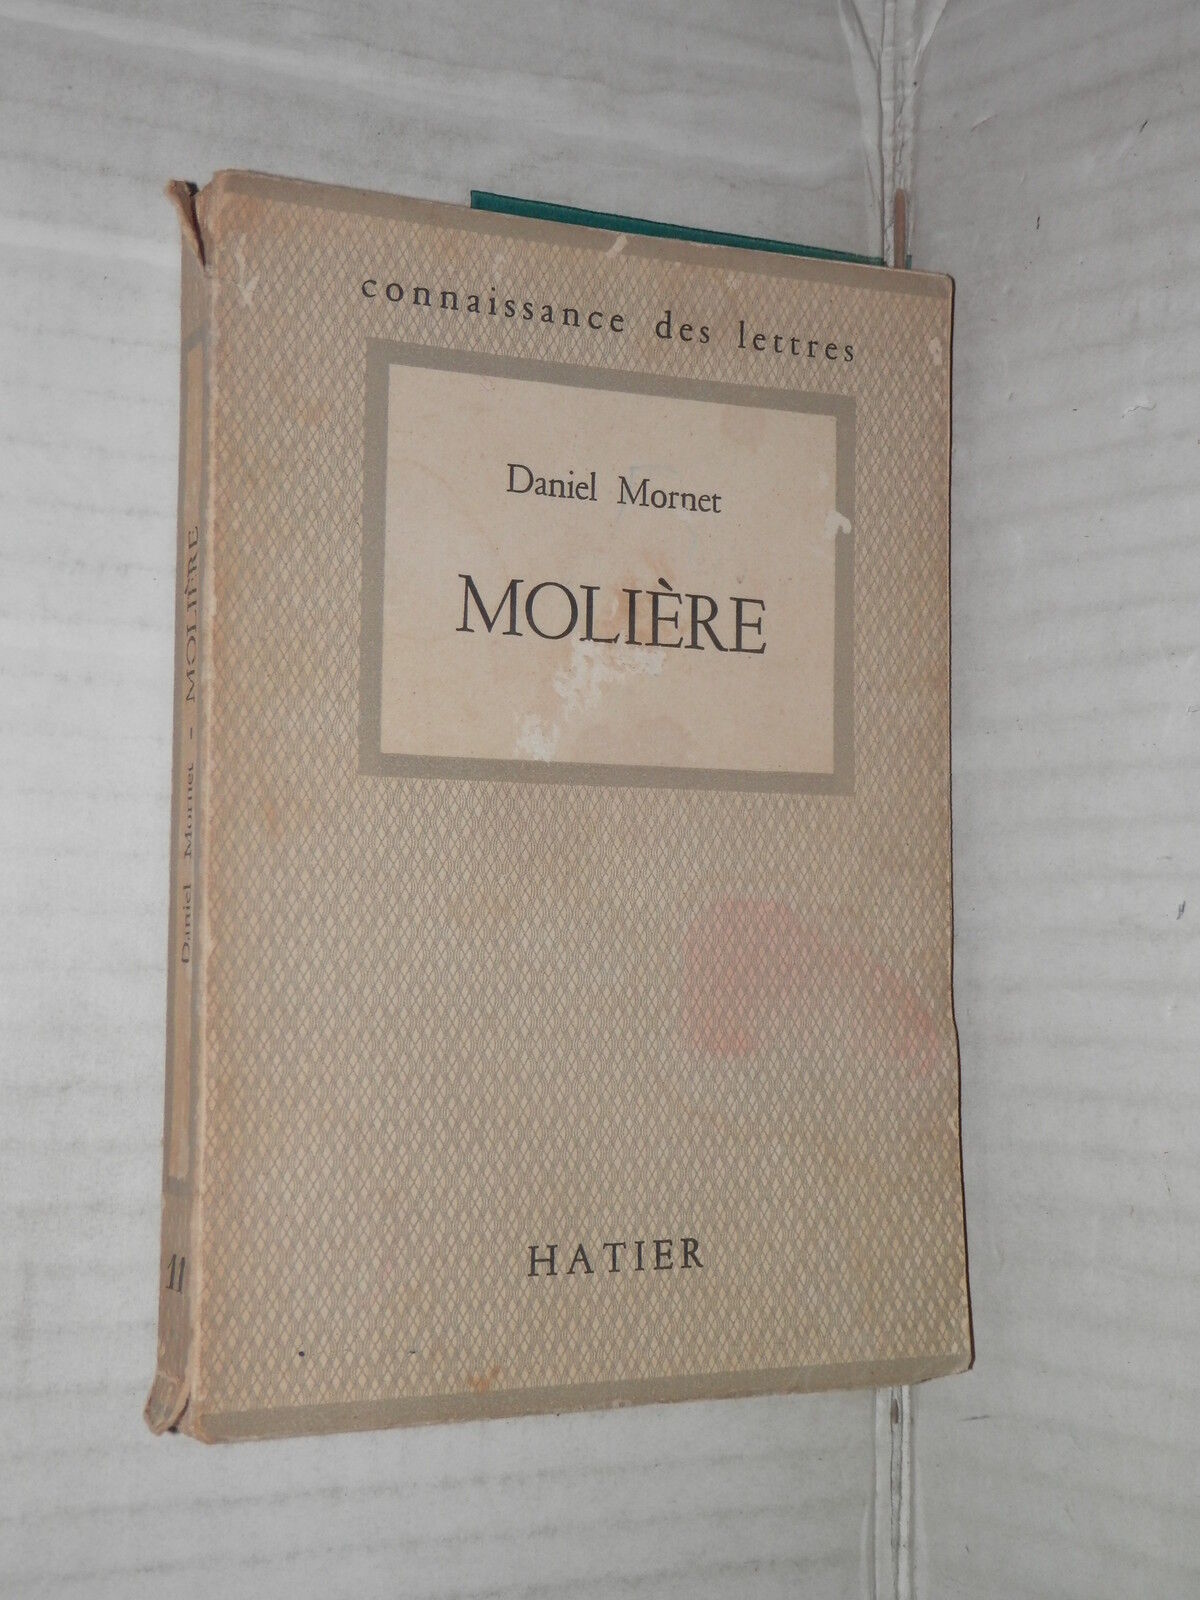 connaissance des lettres
Daniel Mornet
MOLIÈRE
HATIER
Daniel Mornet - MOLIÈRE
11